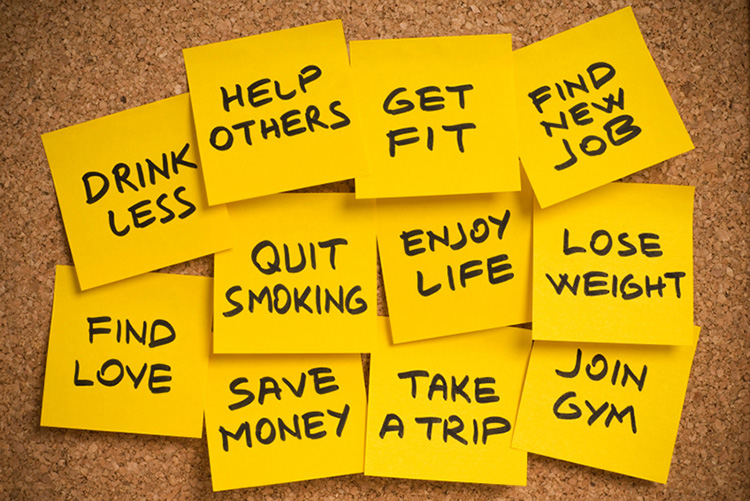 HELP
OTHERS
GET
FIT
FIND
NEW
JOB
DRINK
LESS
QUIT
SMOKING
ENJOY
LIFE
LOSE
WEIGHT
FIND
LOVE
SAVE
MONEY
TAKE
A TRIP
JOIN
GYM